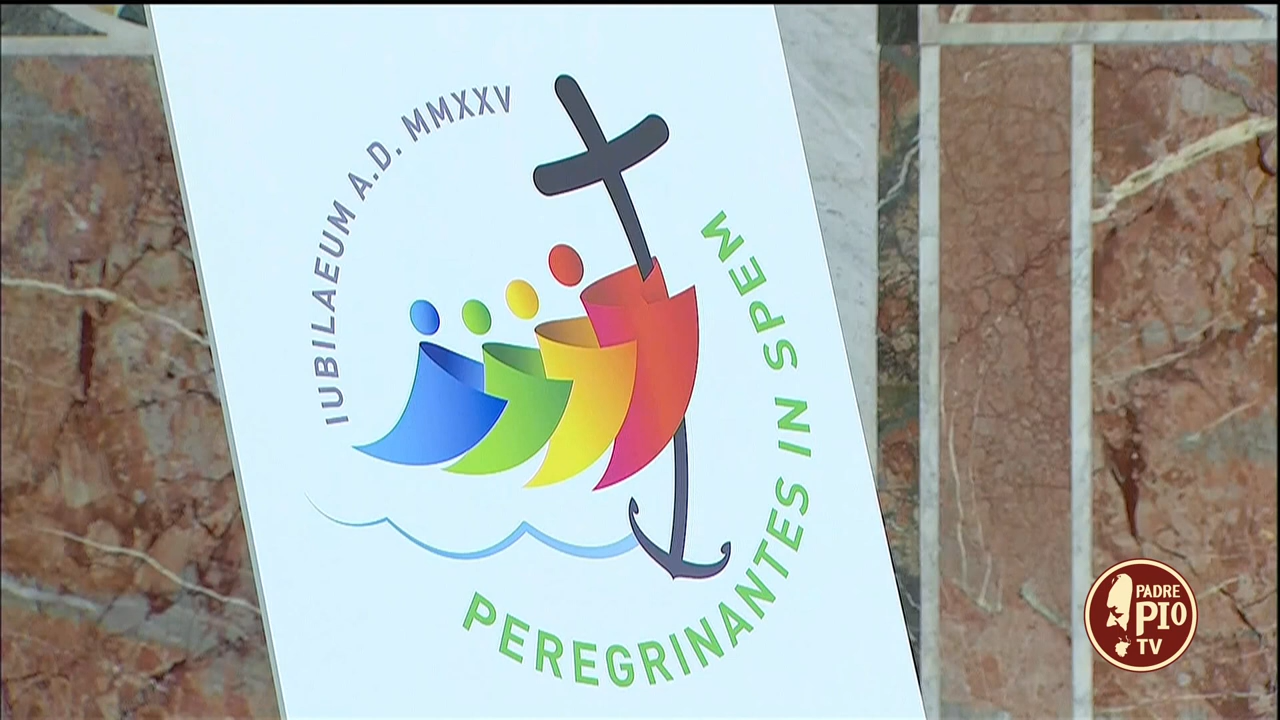 IUBILAEUM A.D. MMXXV
PEREGRINANTES IN SPEM
PADRE
PIO
TV